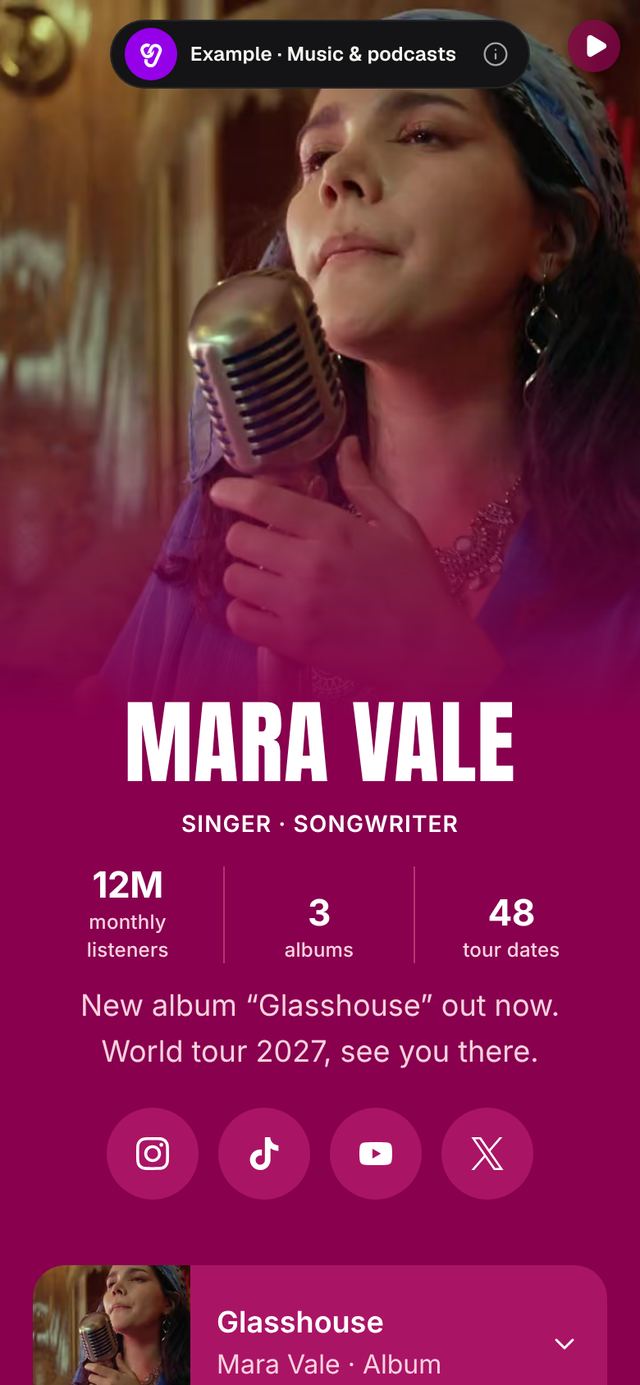 Example · Music & podcasts
MARA VALE
SINGER · SONGWRITER
12M
monthly
listeners
3
albums
48
tour dates
New album “Glasshouse” out now.
World tour 2027, see you there.
Glasshouse
Mara Vale · Album